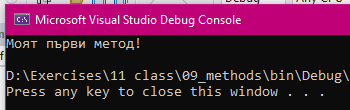 Microsoft Visual Studio Debug Console
Моят първи метод!
D:\Exercises\11 class\09_methods\bin\Debug\
Press any key to close this window . . .